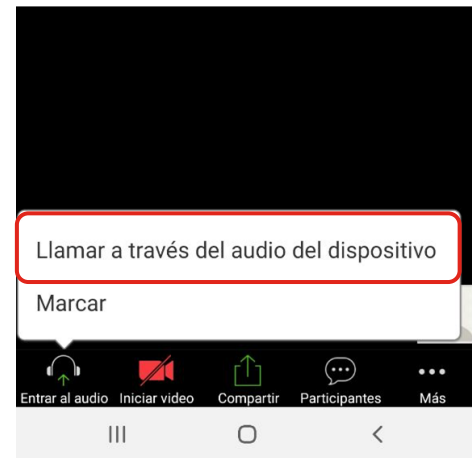 Llamar a través del audio del dispositivo
Marcar
Entrar al audio Iniciar video Compartir Participantes Más